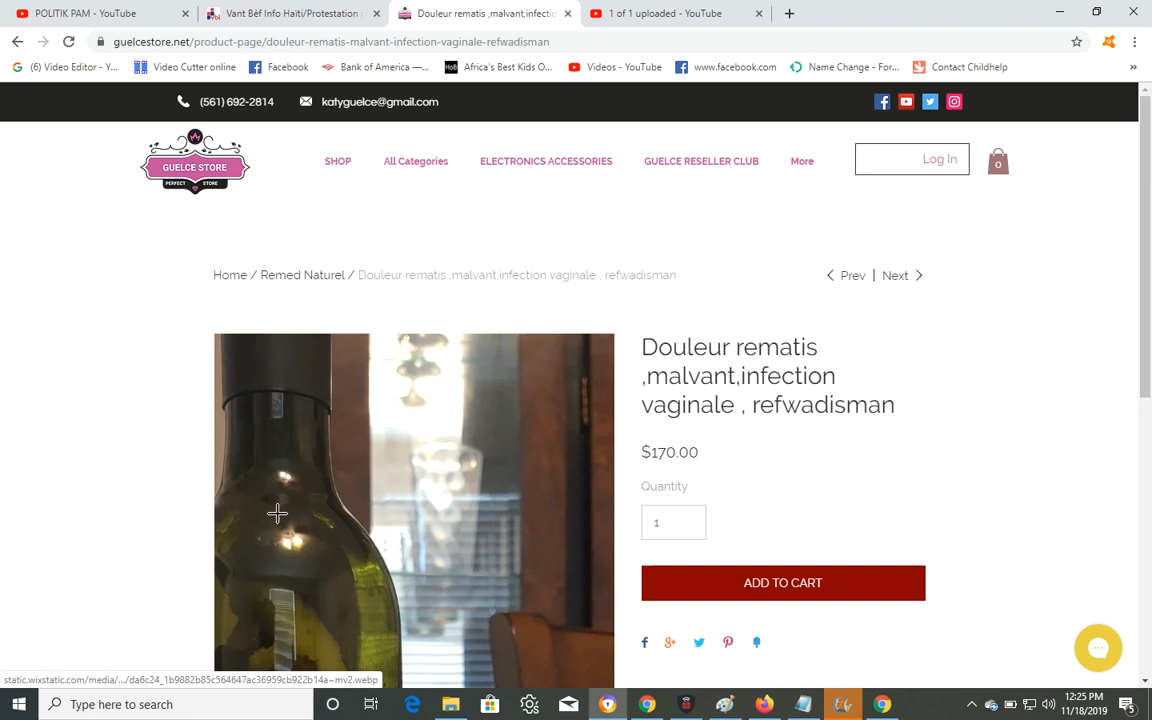 POLITIK PAM - YouTube
Vant Bèf Info Haïti/Protestation
Douleur rematis ,malvant,infectio
1 of 1 uploaded - YouTube
guelcestore.net/product-page/douleur-rematis-malvant-infection-vaginale-refwadisman
(6) Video Editor - Y...
Video Cutter online
Facebook
Bank of America —...
HoB
Africa's Best Kids O...
Videos - YouTube
www.facebook.com
Name Change - For...
Contact Childhelp
(561) 692-2814
katyguelce@gmail.com
GUELCE STORE
PERFECT STORE
SHOP
All Categories
ELECTRONICS ACCESSORIES
GUELCE RESELLER CLUB
More
Log In
0
Home / Remed Naturel / Douleur rematis ,malvant,infection vaginale , refwadisman
Prev | Next
Douleur rematis
,malvant,infection
vaginale , refwadisman
$170.00
Quantity
1
ADD TO CART
static.wixstatic.com/media/.../da6c24_1b9882b85c564647ac36959cb922b14a~mv2.webp
Type here to search
12:25 PM
11/18/2019
5